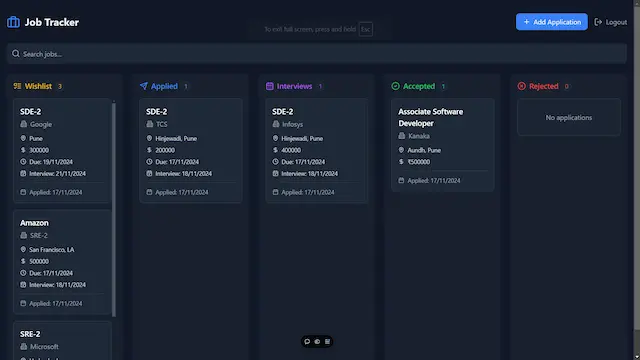 Job Tracker
To exit full screen, press and hold Esc
+ Add Application
Logout
Search jobs...
Wishlist 3
SDE-2
Google
Pune
$ 300000
Due: 19/11/2024
Interview: 21/11/2024
Applied: 17/11/2024
Amazon
SRE-2
San Francisco, LA
$ 500000
Due: 17/11/2024
Interview: 18/11/2024
Applied: 17/11/2024
SRE-2
Microsoft
Applied 1
SDE-2
TCS
Hinjewadi, Pune
$ 200000
Due: 17/11/2024
Interview: 18/11/2024
Applied: 17/11/2024
Interviews 1
SDE-2
Infosys
Hinjewadi, Pune
$ 400000
Due: 17/11/2024
Interview: 18/11/2024
Applied: 17/11/2024
Accepted 1
Associate Software
Developer
Kanaka
Aundh, Pune
$ ₹500000
Applied: 17/11/2024
Rejected 0
No applications